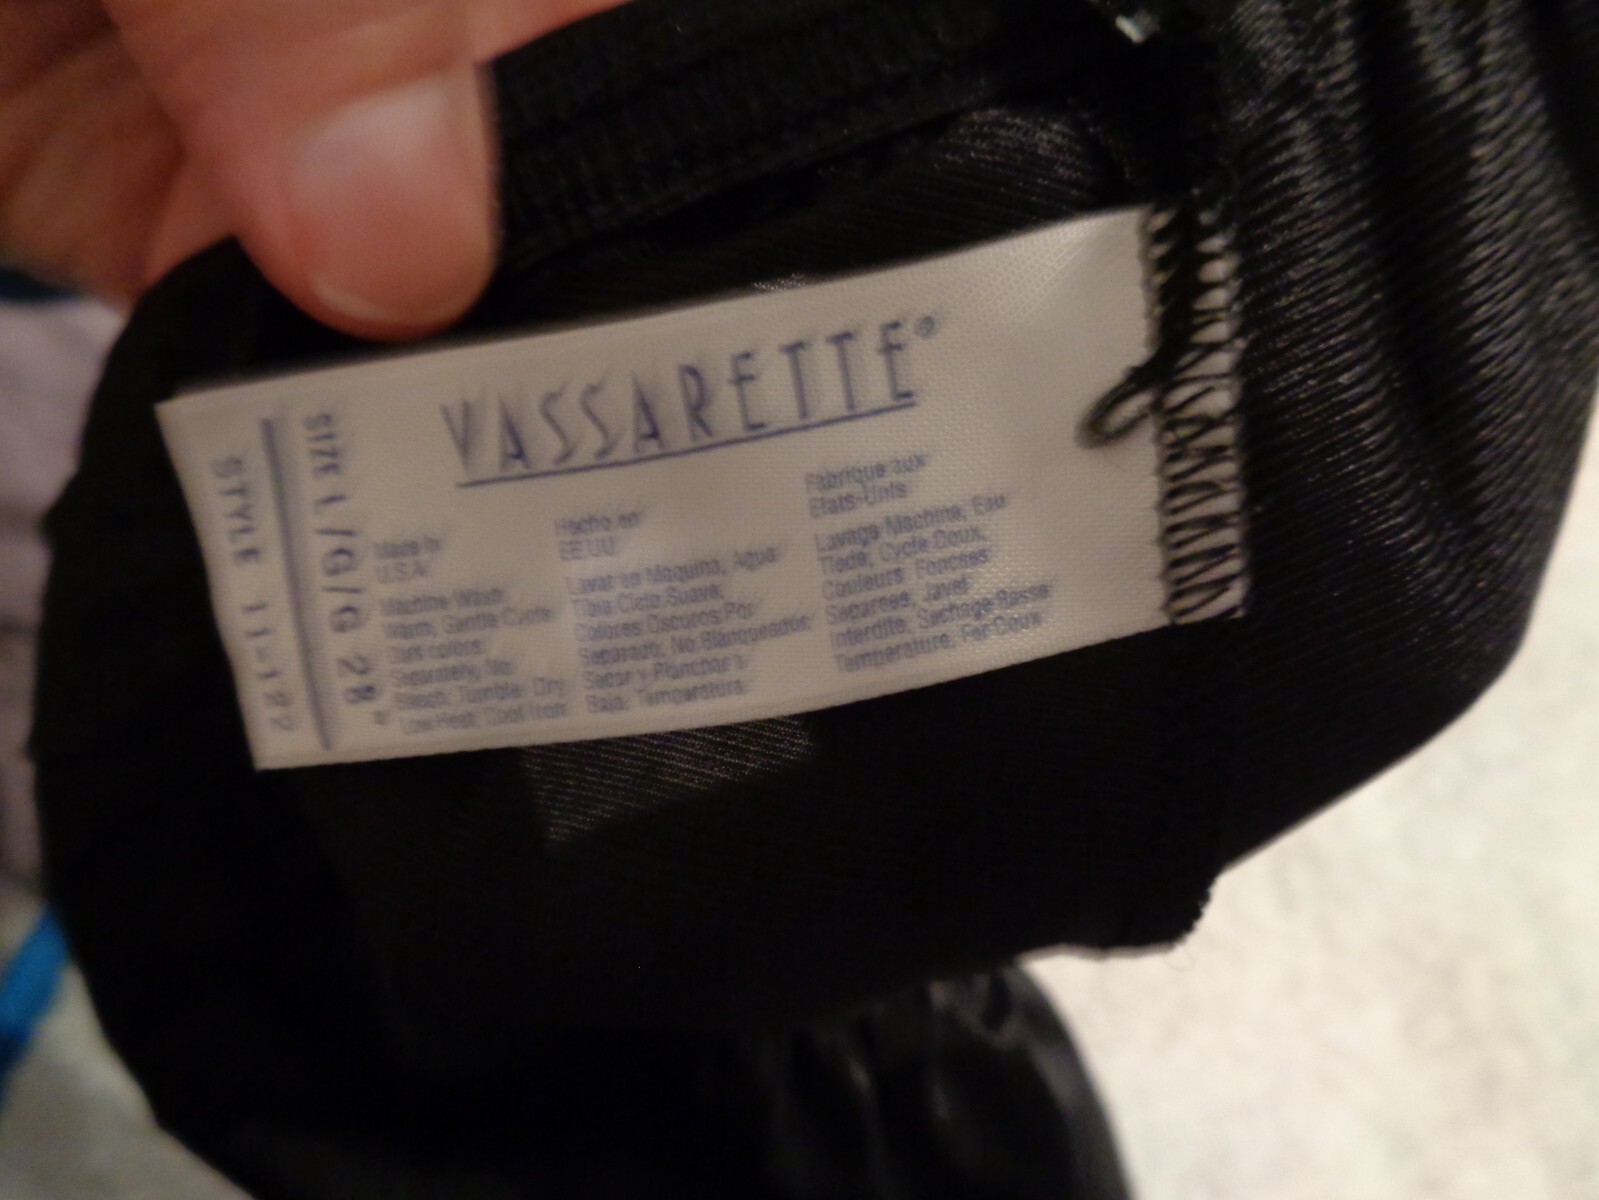 VASSARETTE®
Made in
U.S.A.
Machine Wash
Warm, Gentle Cycle
Dark colors
Separately, No
Bleach, Tumble Dry
Low Heat, Cool Iron
Hecho en
EE.UU.
Lavar en Maquina, Agua
Tibia Ciclo Suave,
Colores Oscuros Por
Separado, No Blanqueador
Secar y Planchar a
Baja Temperatura.
Fabrique aux
Etats-Unis
Lavage Machine, Eau
Tiede, Cycle Doux,
Couleurs Foncees
Separees, Javel
Interdite, Sechage Basse
Temperature, Fer Doux
SIZE L/G/G 28"
STYLE 11-122